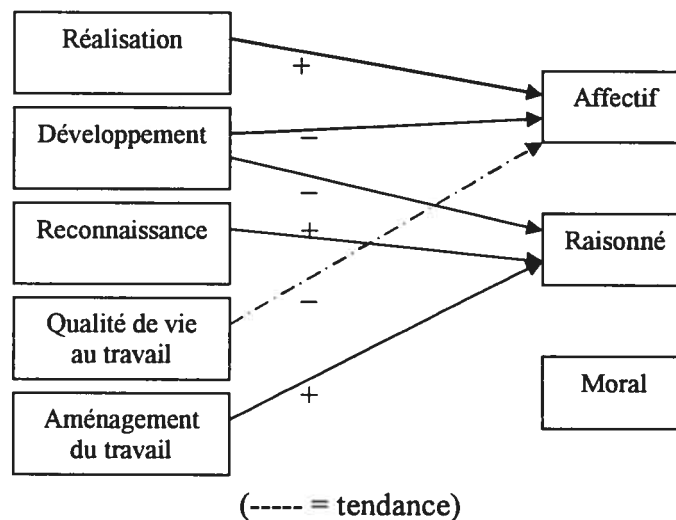 Réalisation
+
Affectif
Développement
–
–
Reconnaissance
+
Raisonné
Qualité de vie
au travail
–
Moral
Aménagement
du travail
+
(----- = tendance)